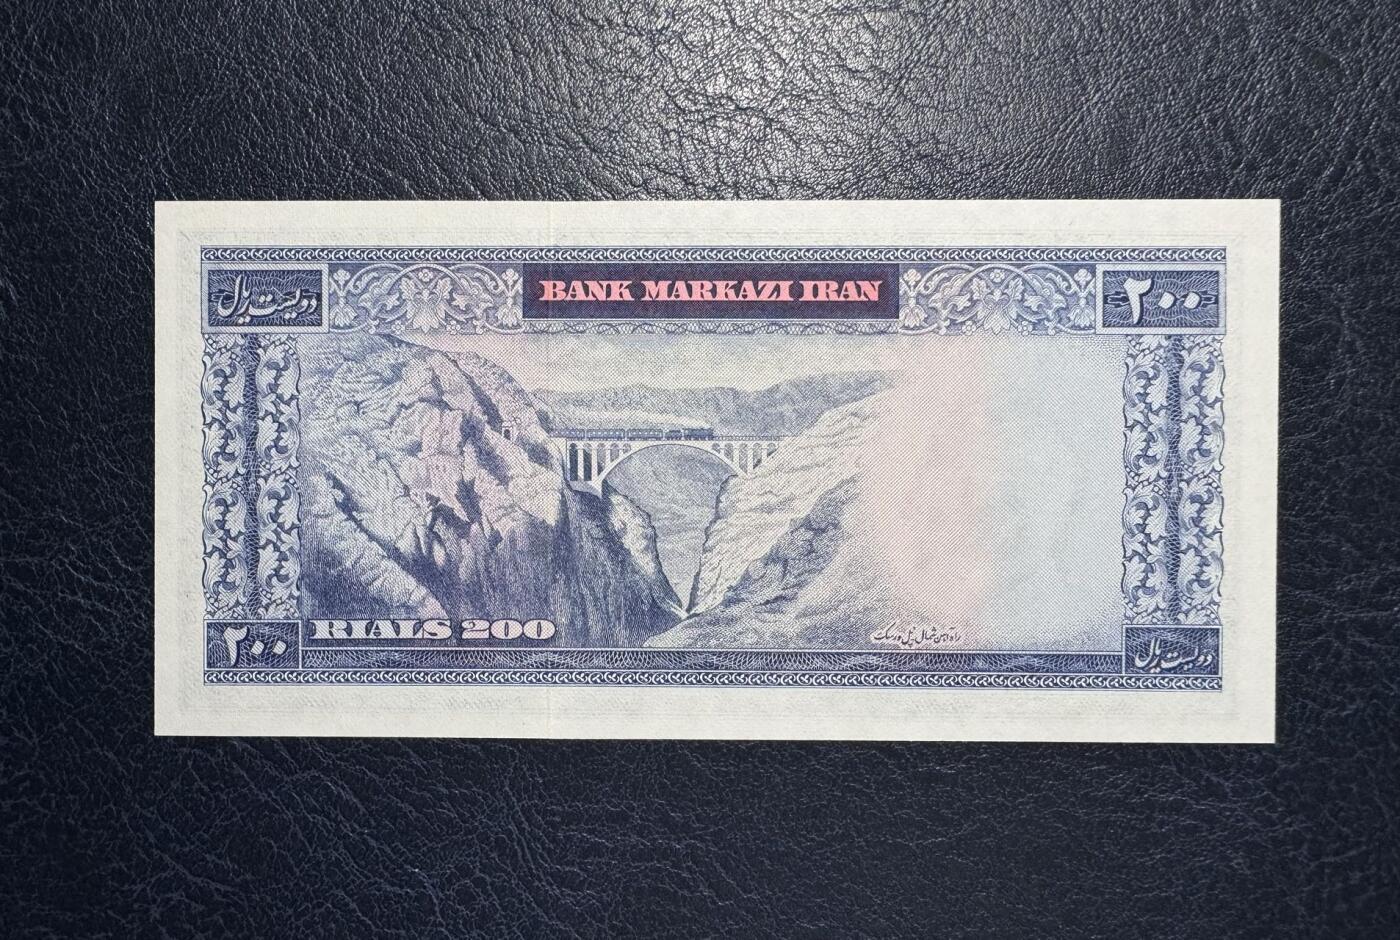 BANK MARKAZI IRAN
دویست ریال
۲۰۰
RIALS 200
راه آهن شمال پل ورسک
۲۰۰
دویست ریال